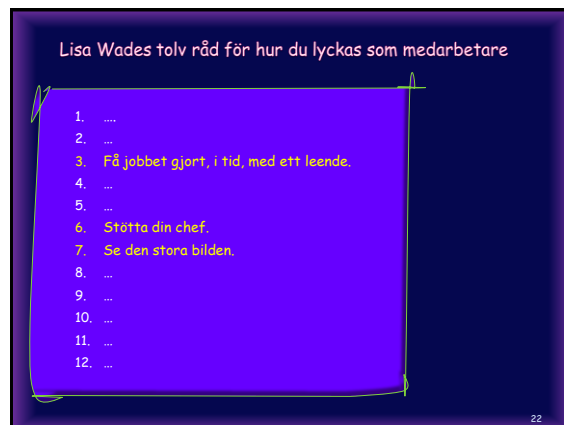 Lisa Wades tolv råd för hur du lyckas som medarbetare
1. ....
2. ...
3. Få jobbet gjort, i tid, med ett leende.
4. ...
5. ...
6. Stötta din chef.
7. Se den stora bilden.
8. ...
9. ...
10. ...
11. ...
12. ...
22